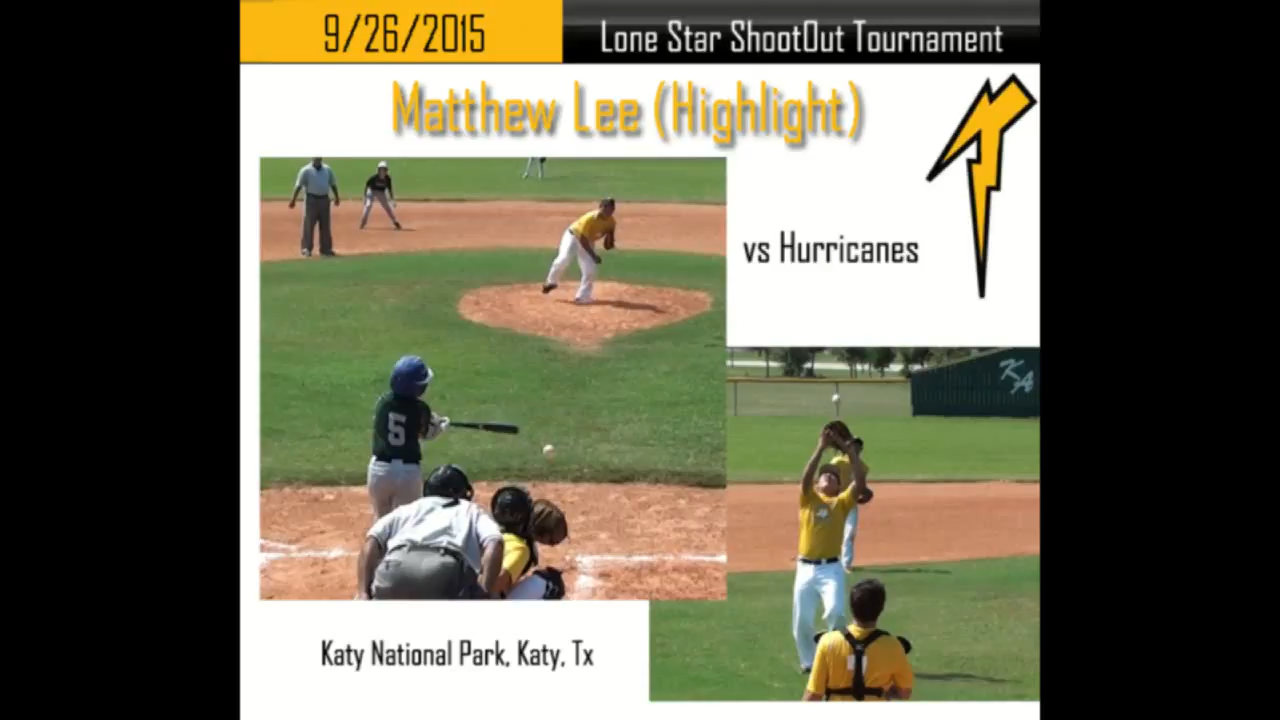 9/26/2015
Lone Star ShootOut Tournament
Matthew Lee (Highlight)
vs Hurricanes
5
KA
Katy National Park, Katy, Tx